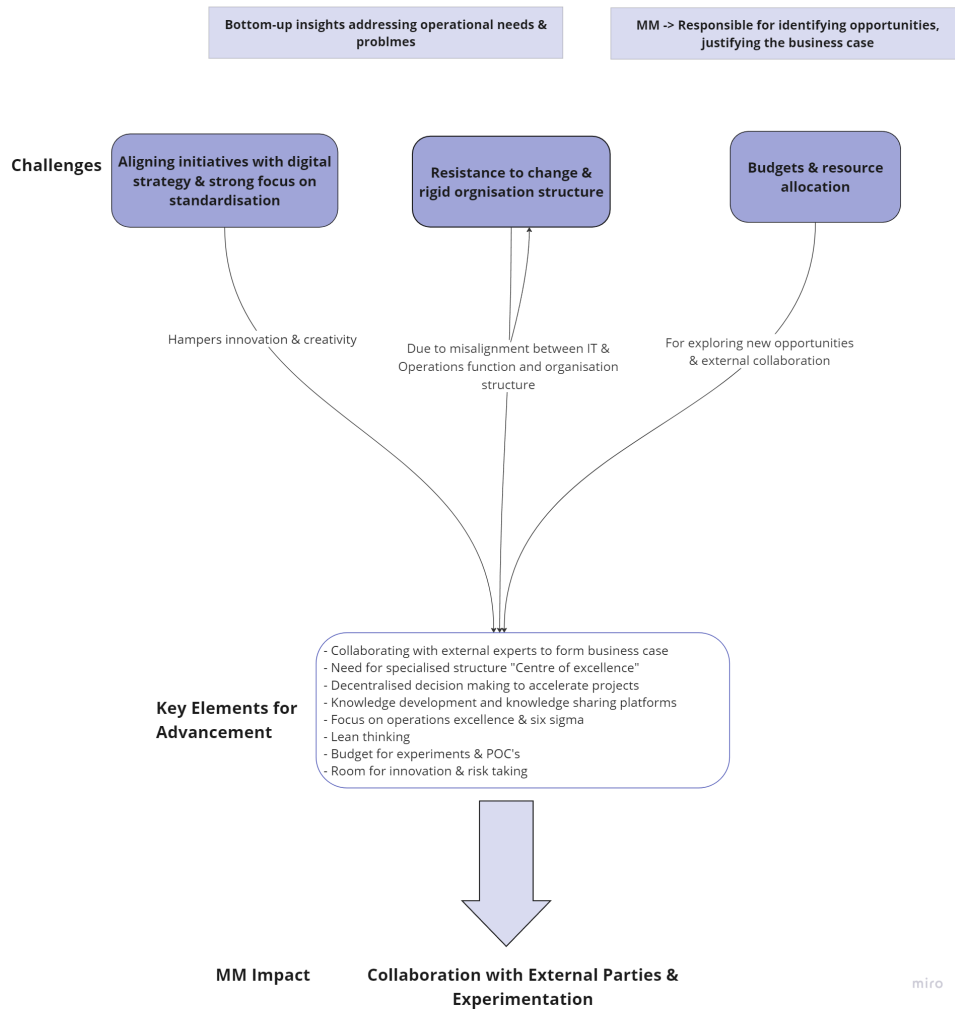 Bottom-up insights addressing operational needs &
problmes
MM -> Responsible for identifying opportunities,
justifying the business case
Challenges
Aligning initiatives with digital
strategy & strong focus on
standardisation
Resistance to change &
rigid orgnisation structure
Budgets & resource
allocation
Hampers innovation & creativity
Due to misalignment between IT &
Operations function and organisation
structure
For exploring new opportunities
& external collaboration
Key Elements for
Advancement
- Collaborating with external experts to form business case
- Need for specialised structure "Centre of excellence"
- Decentralised decision making to accelerate projects
- Knowledge development and knowledge sharing platforms
- Focus on operations excellence & six sigma
- Lean thinking
- Budget for experiments & POC's
- Room for innovation & risk taking
MM Impact
Collaboration with External Parties &
Experimentation
miro